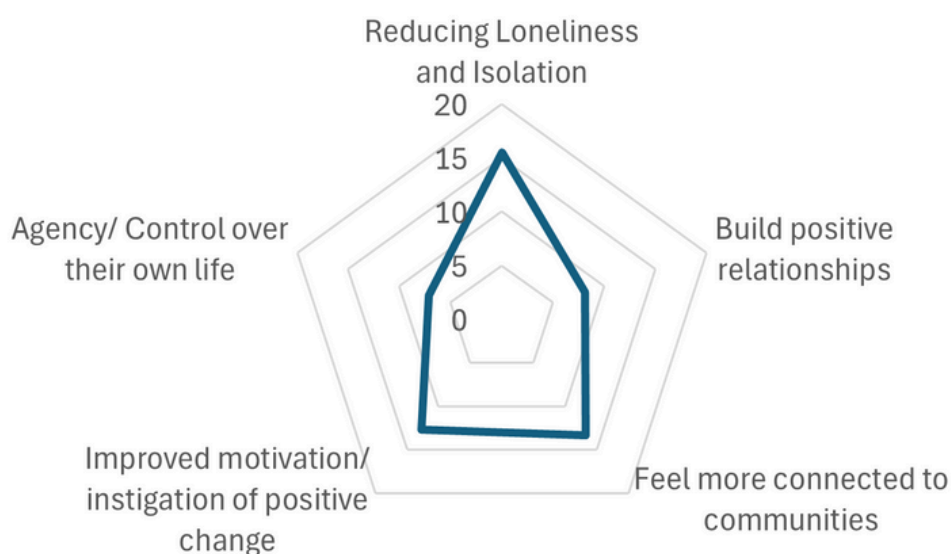 Reducing Loneliness
and Isolation
20
15
10
5
0
Build positive
relationships
Feel more connected to
communities
Improved motivation/
instigation of positive
change
Agency/ Control over
their own life